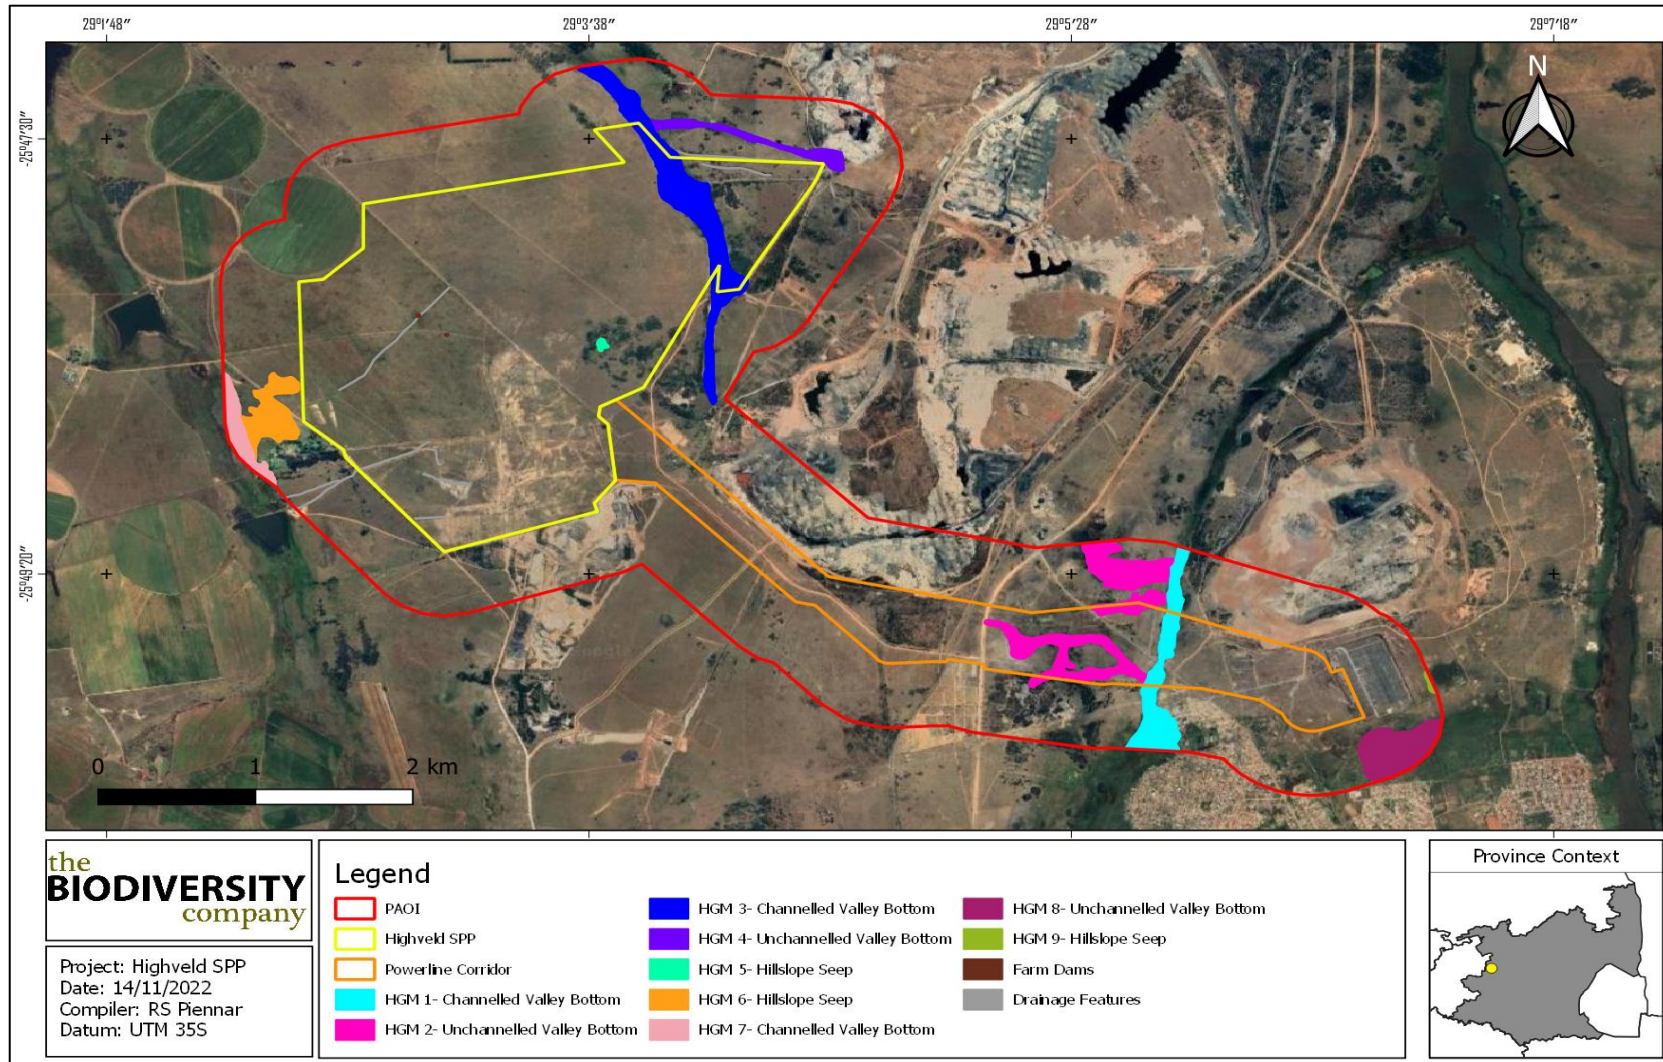 29°1'48" 29°3'38" 29°5'28" 29°7'18"
-25°47'30"
N
-25°49'20"
0 1 2 km
the
BIODIVERSITY
company
Project: Highveld SPP
Date: 14/11/2022
Compiler: RS Piennar
Datum: UTM 35S
Legend
PAOI
Highveld SPP
Powerline Corridor
HGM 1- Channelled Valley Bottom
HGM 2- Unchannelled Valley Bottom
HGM 3- Channelled Valley Bottom
HGM 4- Unchannelled Valley Bottom
HGM 5- Hillslope Seep
HGM 6- Hillslope Seep
HGM 7- Channelled Valley Bottom
HGM 8- Unchannelled Valley Bottom
HGM 9- Hillslope Seep
Farm Dams
Drainage Features
Province Context